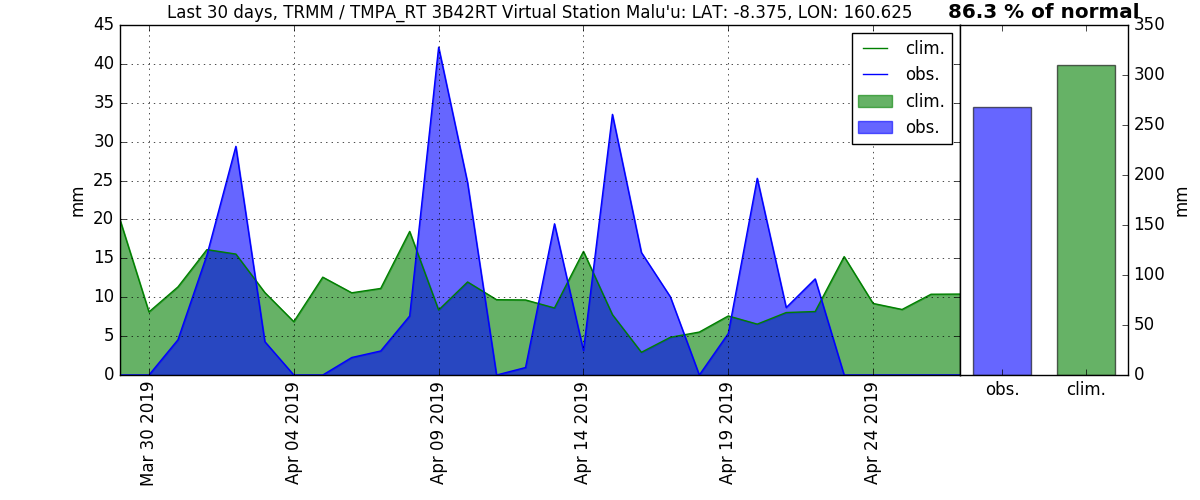 Last 30 days, TRMM / TMPA_RT 3B42RT Virtual Station Malu'u: LAT: -8.375, LON: 160.625
86.3 % of normal
45
40
35
30
25
20
15
10
5
0
mm
clim.
obs.
clim.
obs.
Mar 30 2019
Apr 04 2019
Apr 09 2019
Apr 14 2019
Apr 19 2019
Apr 24 2019
350
300
250
200
150
100
50
0
mm
obs.
clim.